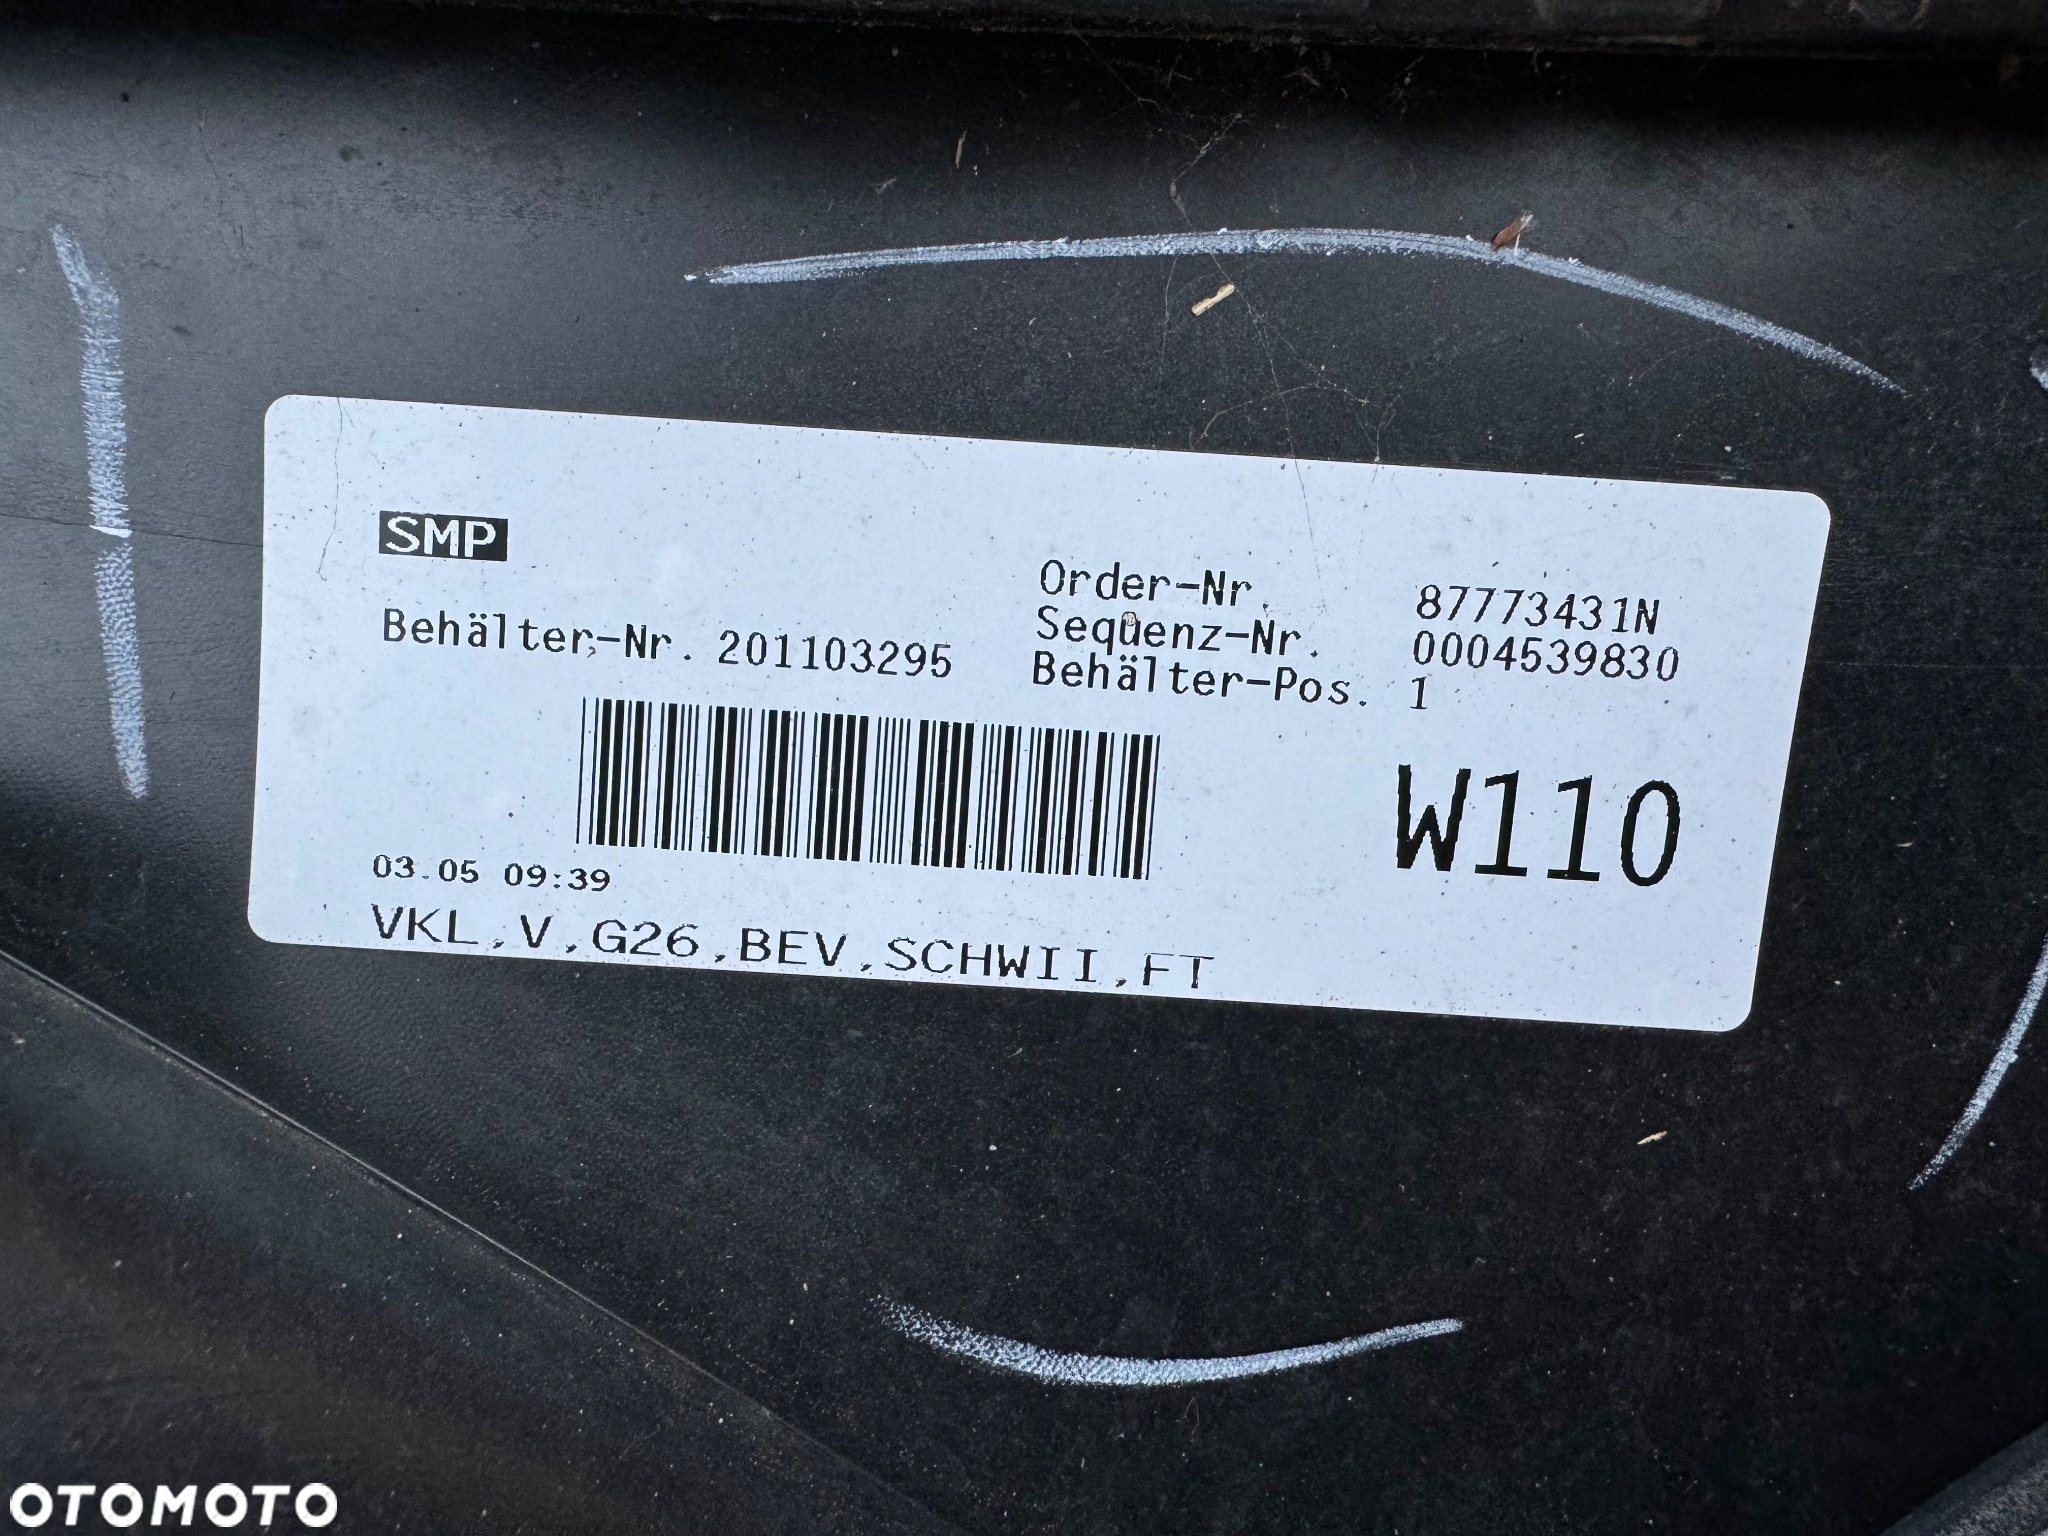 SMP
Behälter-Nr. 201103295
Order-Nr. 87773431N
Sequenz-Nr. 0004539830
Behälter-Pos. 1
W110
03.05 09:39
VKL,V,G26,BEV,SCHWII,FT
OTOMOTO